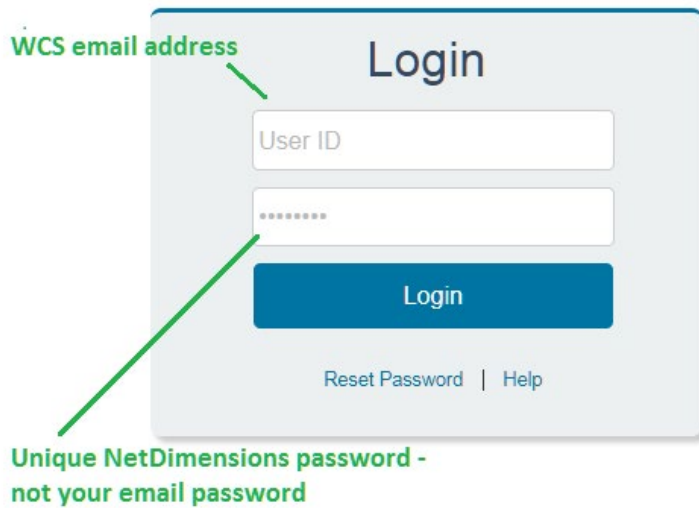 WCS email address
Login
User ID
••••••••
Login
Reset Password | Help
Unique NetDimensions password -
not your email password